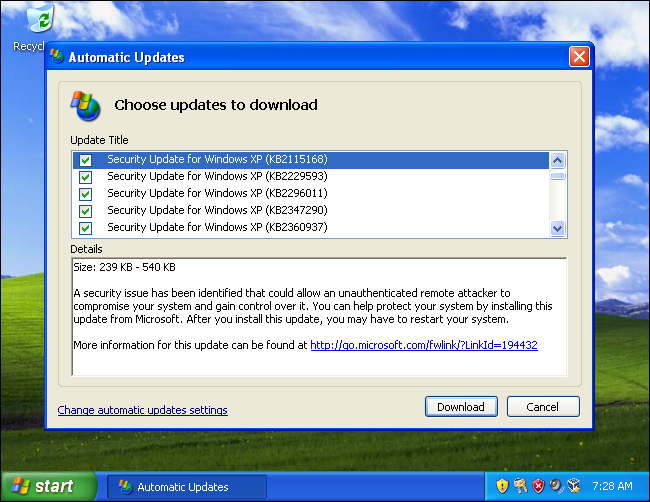 Recycl
Automatic Updates
Choose updates to download
Update Title
Security Update for Windows XP (KB2115168)
Security Update for Windows XP (KB2229593)
Security Update for Windows XP (KB2296011)
Security Update for Windows XP (KB2347290)
Security Update for Windows XP (KB2360937)
Details
Size: 239 KB - 540 KB
A security issue has been identified that could allow an unauthenticated remote attacker to
compromise your system and gain control over it. You can help protect your system by installing this
update from Microsoft. After you install this update, you may have to restart your system.
More information for this update can be found at http://go.microsoft.com/fwlink/?LinkId=194432
Change automatic updates settings
Download
Cancel
start
Automatic Updates
7:28 AM